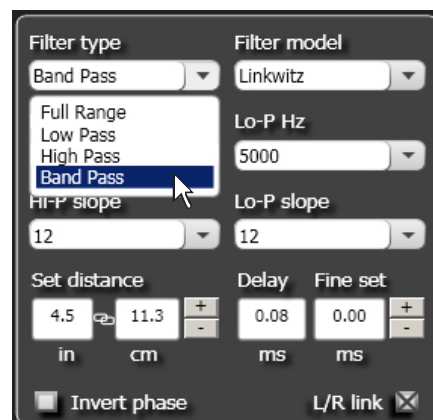 Filter type Filter model
Band Pass Linkwitz
Full Range
Low Pass
High Pass
Band Pass
Lo-P Hz
5000
Hi-P slope Lo-P slope
12 12
Set distance Delay Fine set
4.5 11.3 + - 0.08 0.00 + -
in cm ms ms
Invert phase L/R link